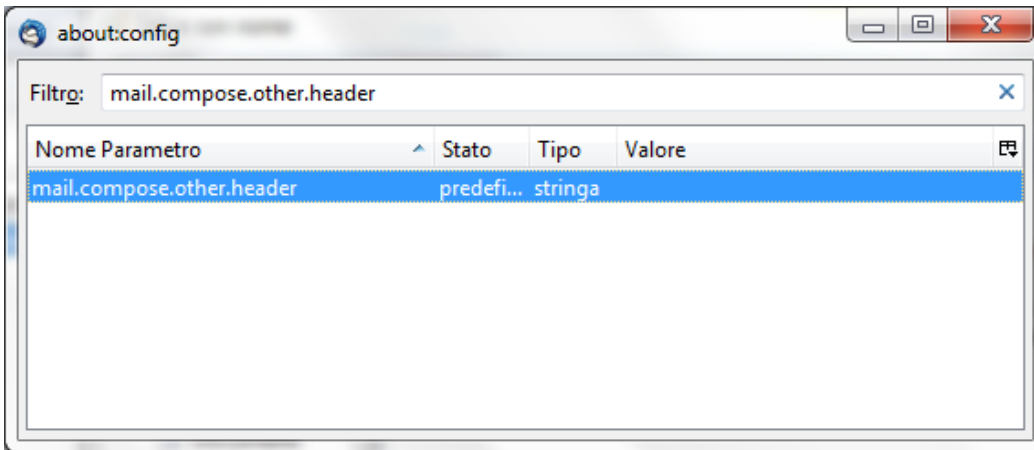 about:config
Filtro: mail.compose.other.header
Nome Parametro Stato Tipo Valore
mail.compose.other.header predefi... stringa